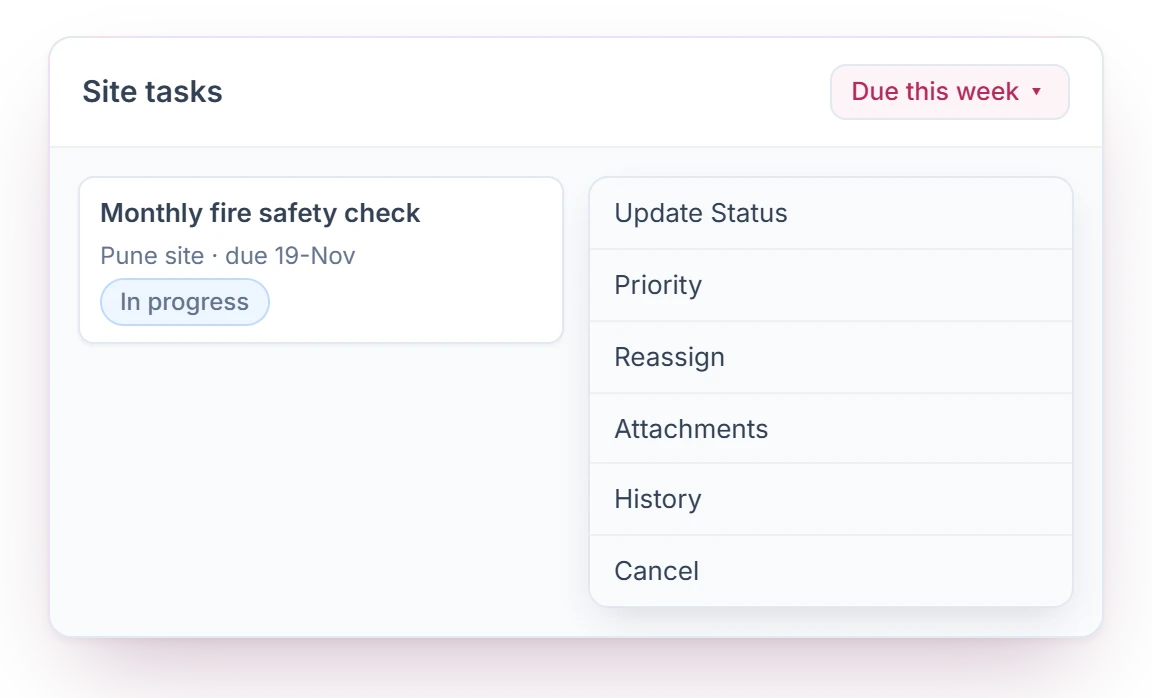 Site tasks
Due this week ▼
Monthly fire safety check
Pune site · due 19-Nov
In progress
Update Status
Priority
Reassign
Attachments
History
Cancel